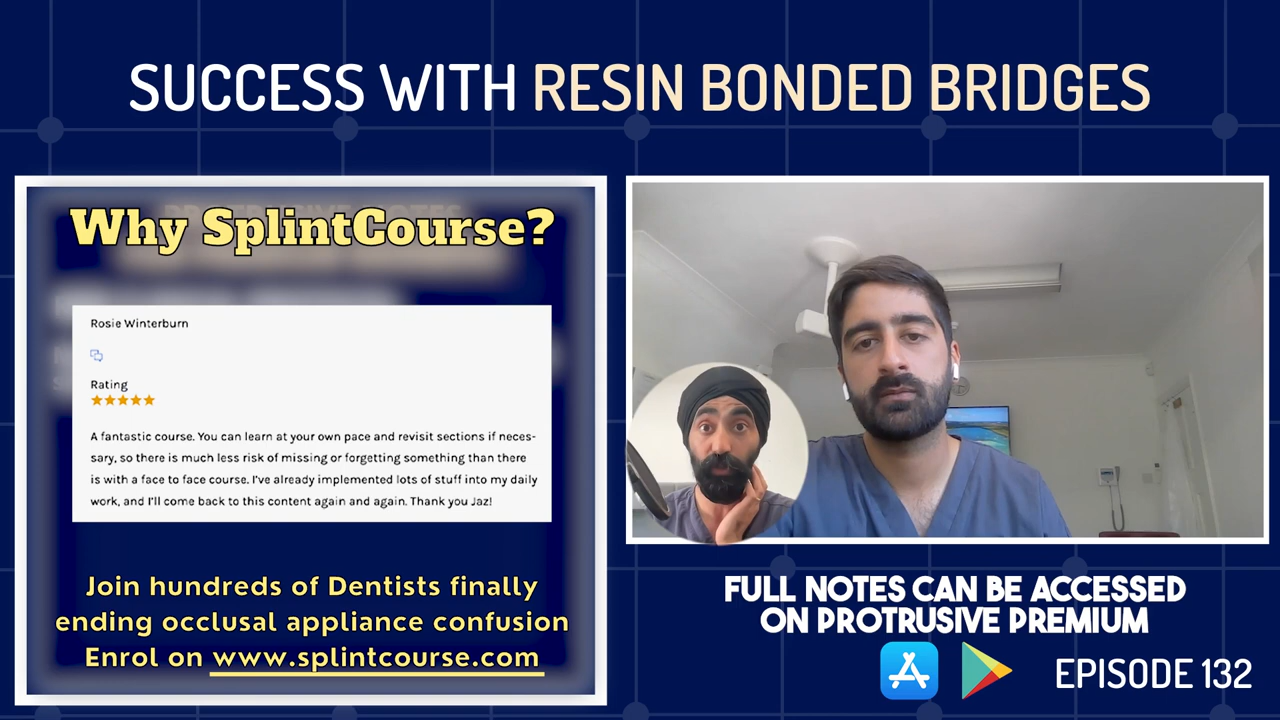 SUCCESS WITH RESIN BONDED BRIDGES
Why SplintCourse?
Rosie Winterburn
Rating
A fantastic course. You can learn at your own pace and revisit sections if neces-
sary, so there is much less risk of missing or forgetting something than there
is with a face to face course. I've already implemented lots of stuff into my daily
work, and I'll come back to this content again and again. Thank you Jaz!
Join hundreds of Dentists finally
ending occlusal appliance confusion
Enrol on www.splintcourse.com
FULL NOTES CAN BE ACCESSED
ON PROTRUSIVE PREMIUM
EPISODE 132